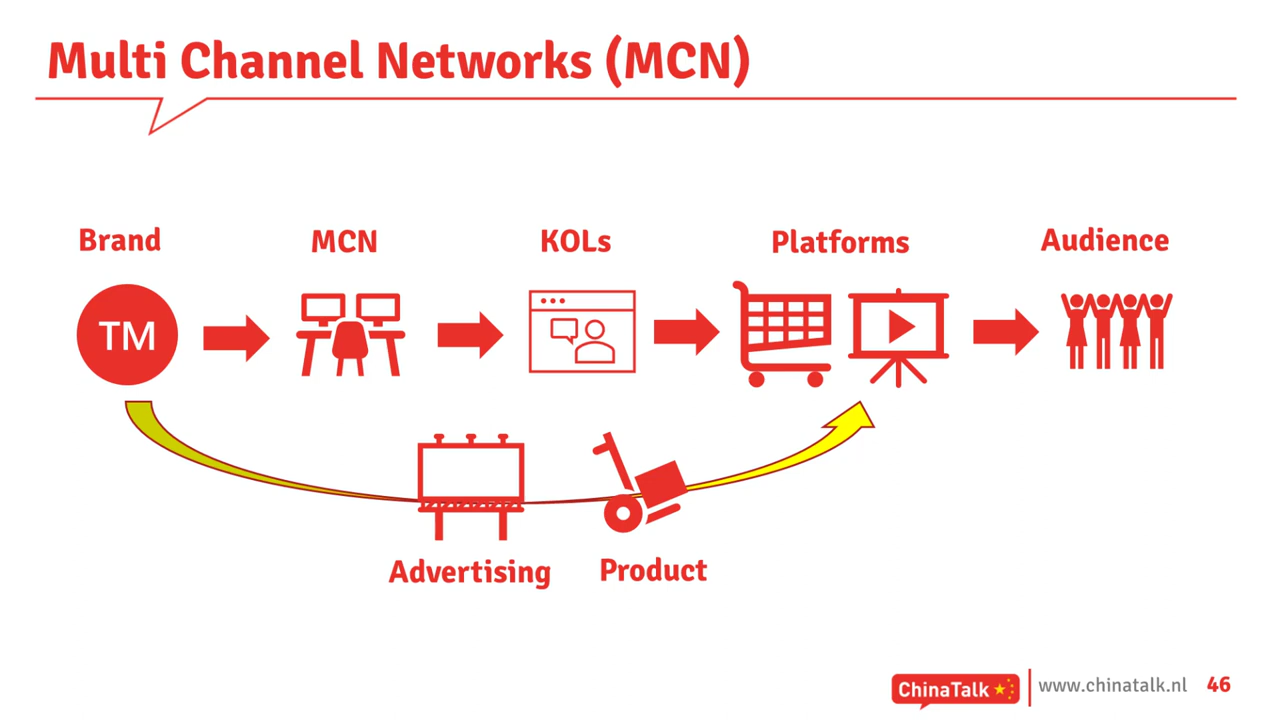 Multi Channel Networks (MCN)
Brand
MCN
KOLs
Platforms
Audience
TM
Advertising
Product
ChinaTalk
www.chinatalk.nl
46